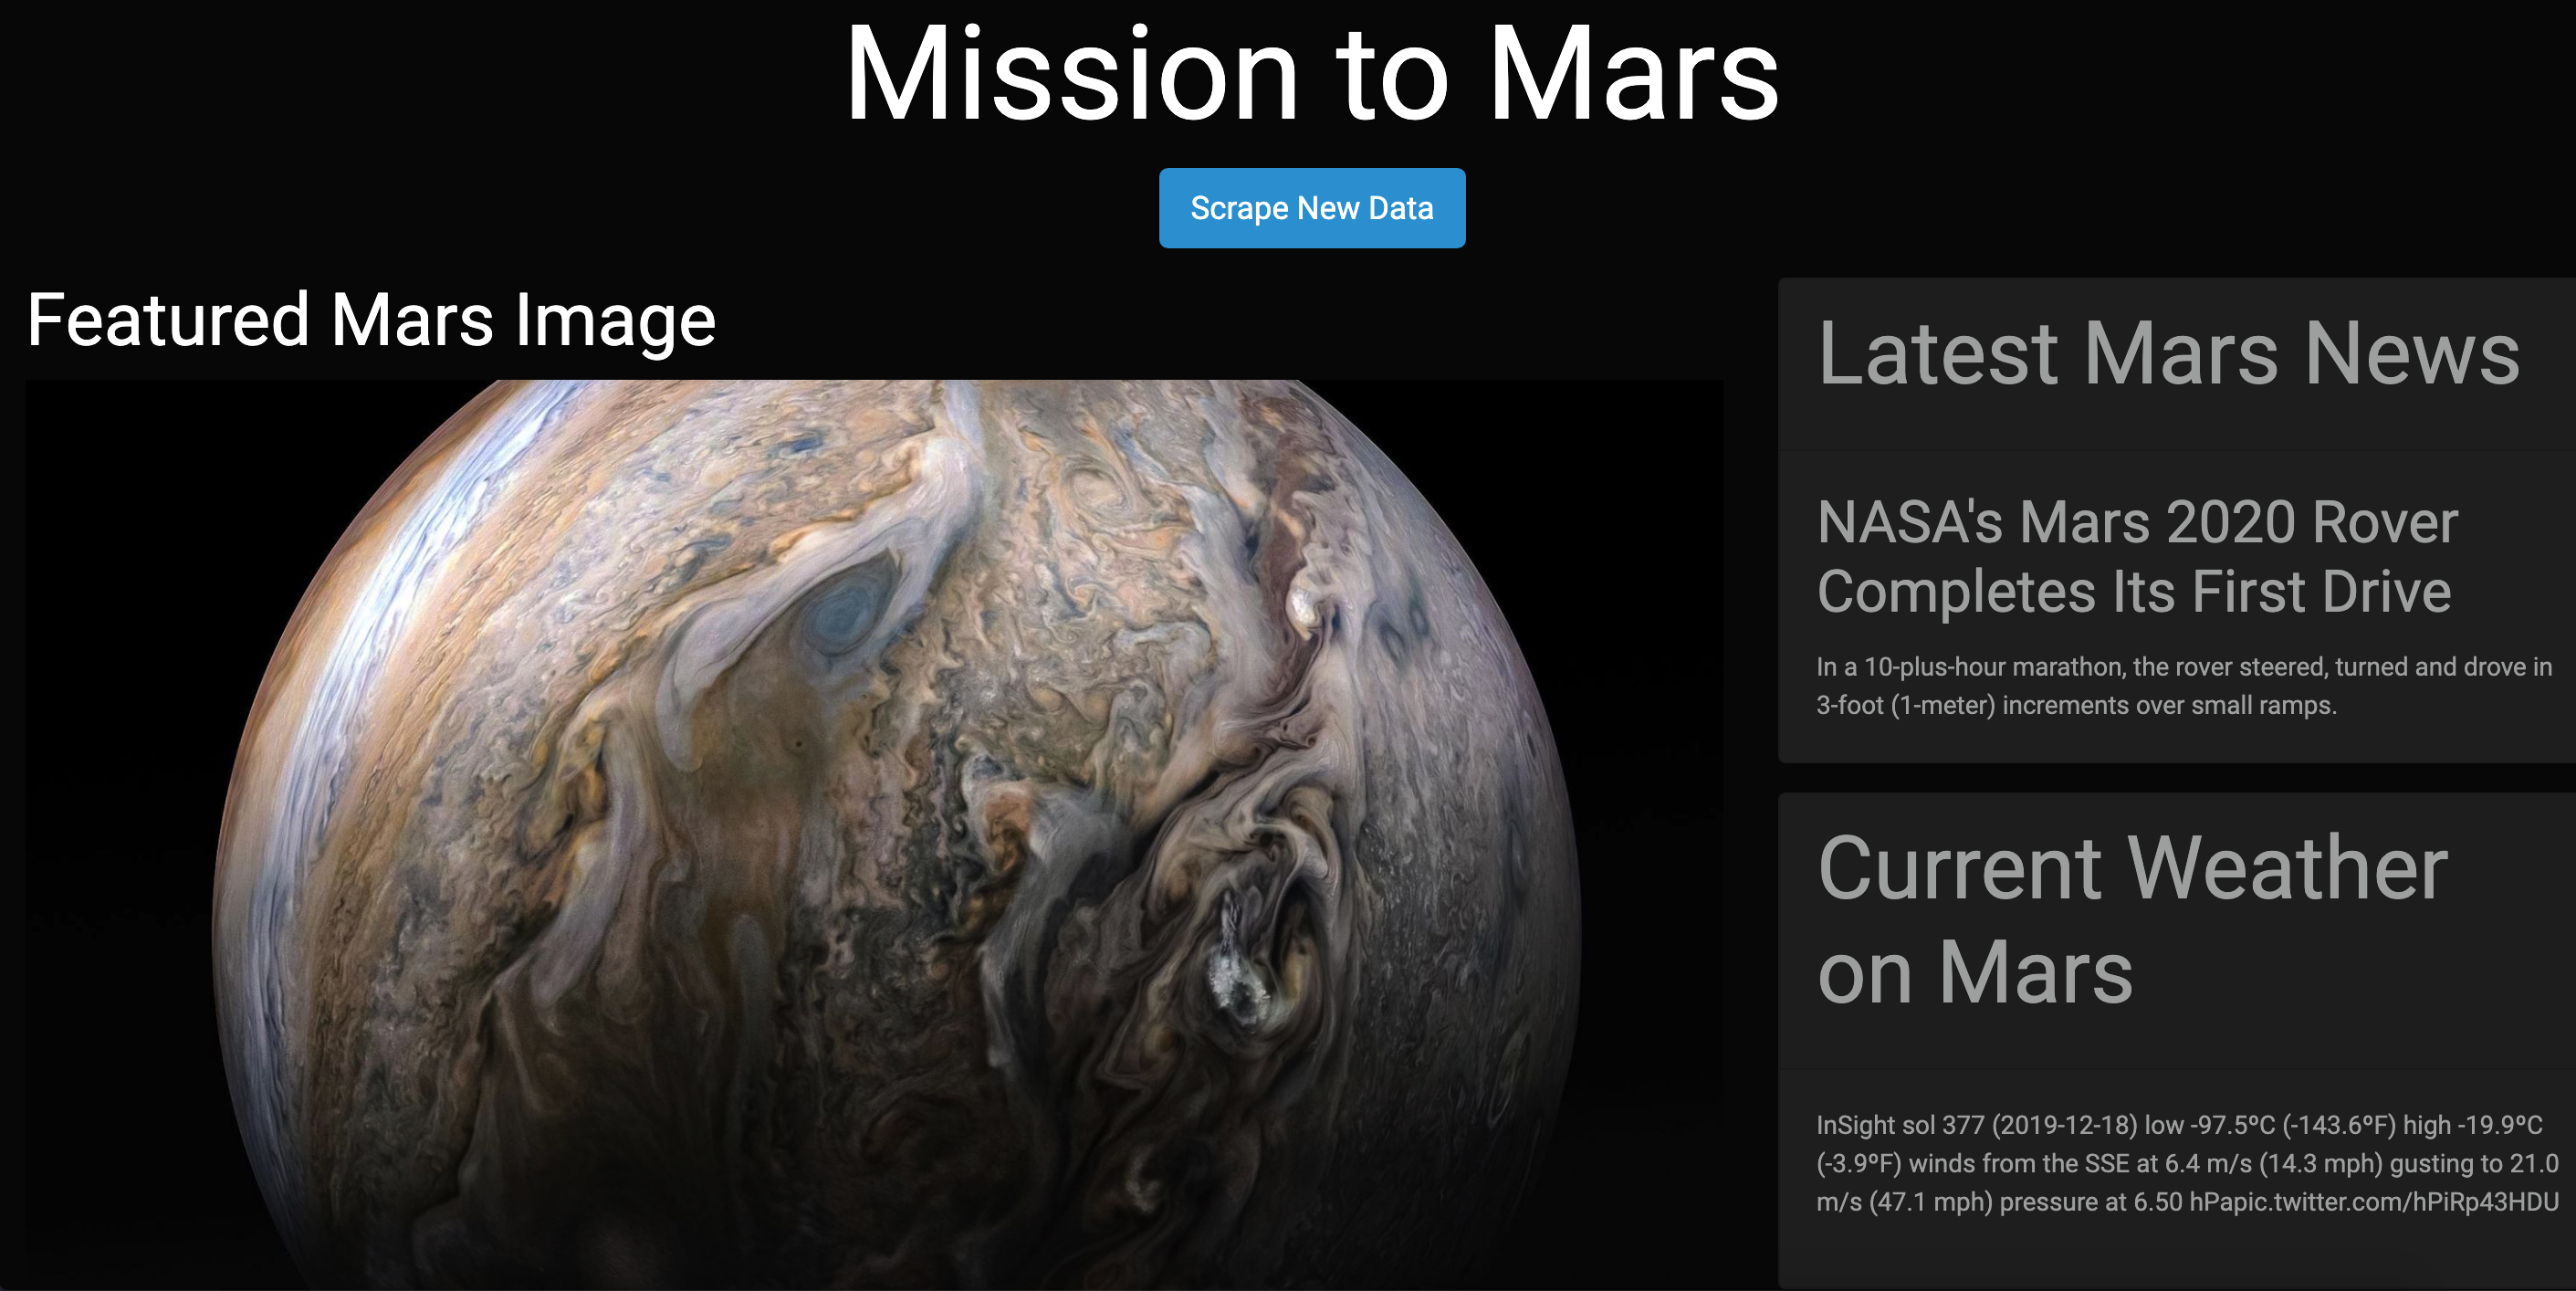 Mission to Mars
Scrape New Data
Featured Mars Image
Latest Mars News
NASA's Mars 2020 Rover
Completes Its First Drive
In a 10-plus-hour marathon, the rover steered, turned and drove in
3-foot (1-meter) increments over small ramps.
Current Weather
on Mars
InSight sol 377 (2019-12-18) low -97.5ºC (-143.6ºF) high -19.9ºC
(-3.9ºF) winds from the SSE at 6.4 m/s (14.3 mph) gusting to 21.0
m/s (47.1 mph) pressure at 6.50 hPapic.twitter.com/hPiRp43HDU